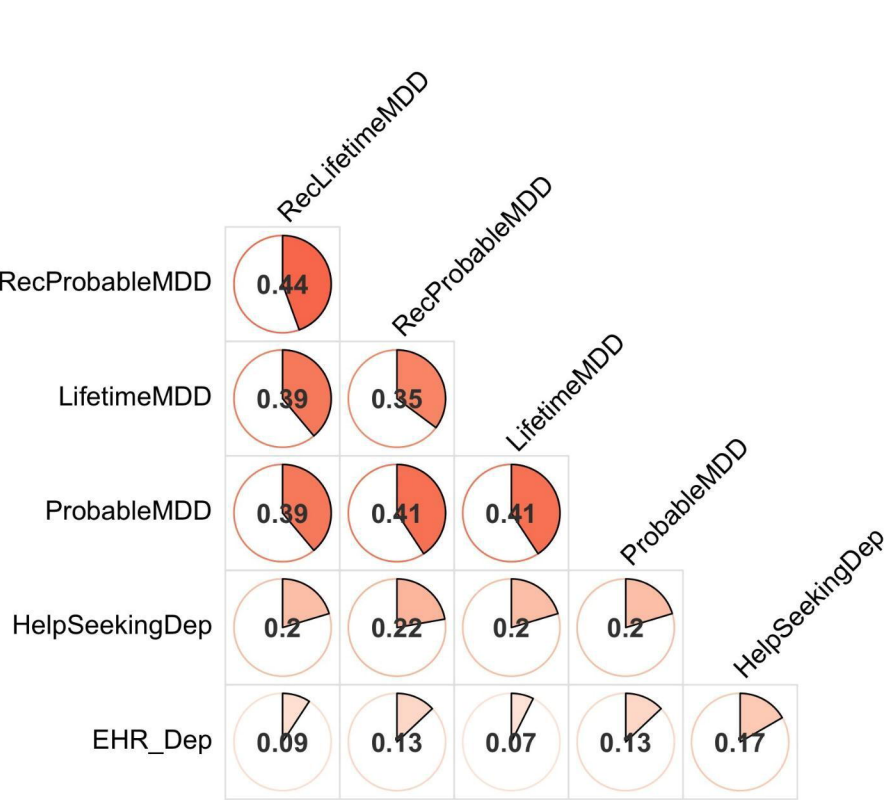 RecLifetimeMDD
RecProbableMDD
0.44
RecProbableMDD
LifetimeMDD
0.39 0.35
LifetimeMDD
ProbableMDD
0.39 0.41 0.41
ProbableMDD
HelpSeekingDep
0.2 0.22 0.2 0.2
HelpSeekingDep
EHR_Dep
0.09 0.13 0.07 0.13 0.17